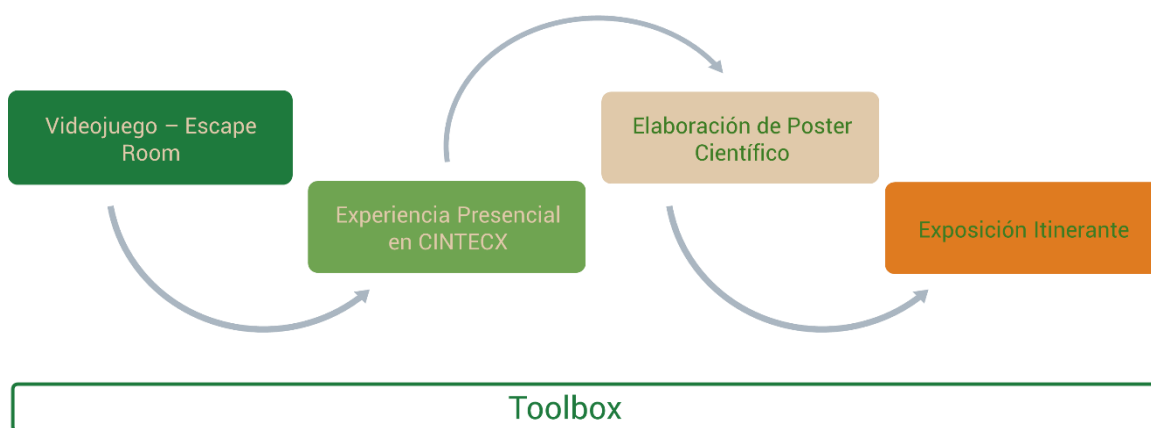 Videojuego – Escape
Room
Experiencia Presencial
en CINTECX
Elaboración de Poster
Científico
Exposición Itinerante
Toolbox